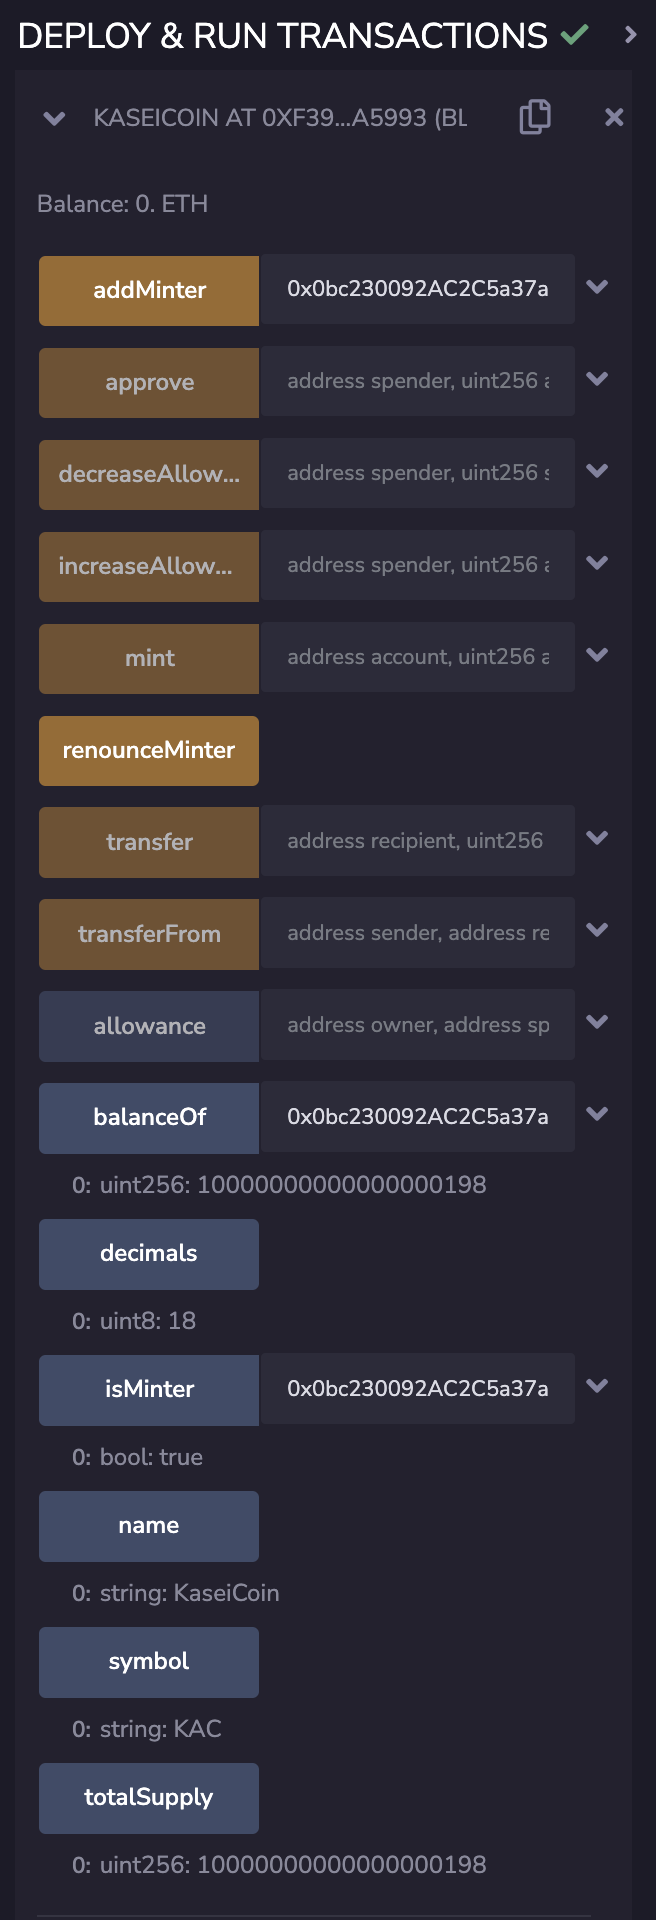 DEPLOY & RUN TRANSACTIONS
KASEICOIN AT 0XF39...A5993 (BL
Balance: 0. ETH
addMinter 0x0bc230092AC2C5a37a
approve address spender, uint256 a
decreaseAllow... address spender, uint256 s
increaseAllow... address spender, uint256 a
mint address account, uint256 a
renounceMinter
transfer address recipient, uint256
transferFrom address sender, address re
allowance address owner, address sp
balanceOf 0x0bc230092AC2C5a37a
0: uint256: 10000000000000000198
decimals
0: uint8: 18
isMinter 0x0bc230092AC2C5a37a
0: bool: true
name
0: string: KaseiCoin
symbol
0: string: KAC
totalSupply
0: uint256: 10000000000000000198